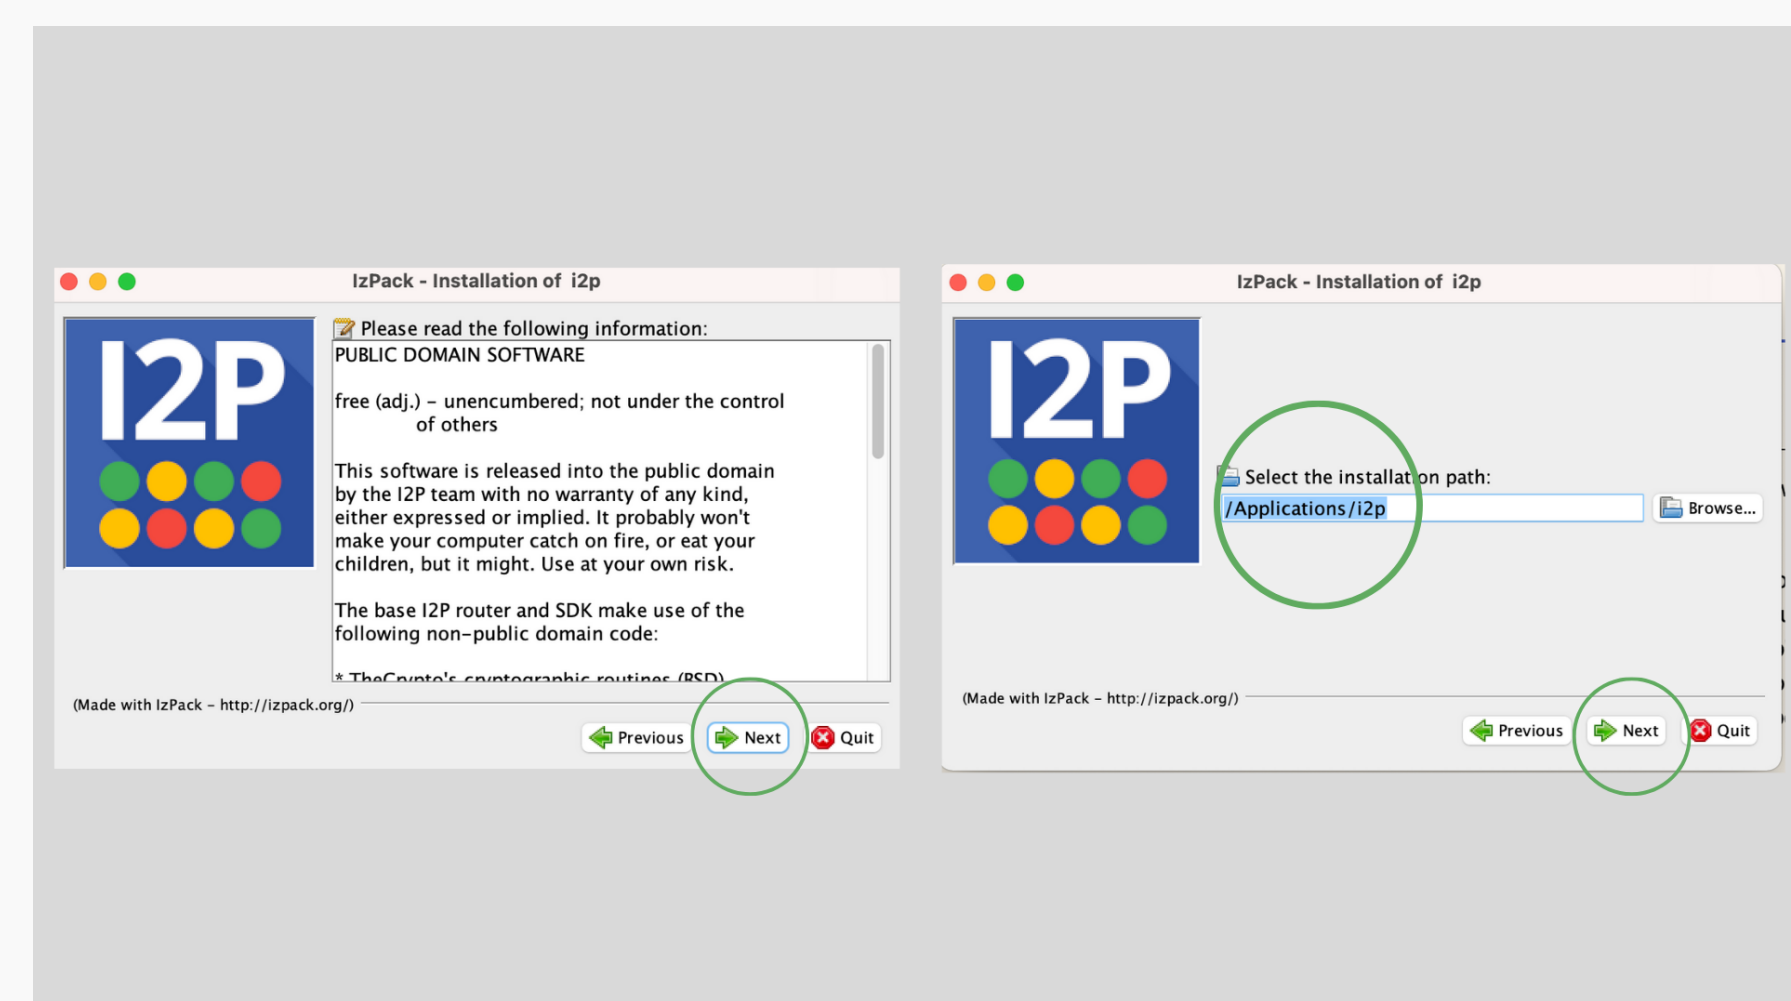 IzPack - Installation of i2p
I2P
Please read the following information:
PUBLIC DOMAIN SOFTWARE
free (adj.) – unencumbered; not under the control
of others
This software is released into the public domain
by the I2P team with no warranty of any kind,
either expressed or implied. It probably won't
make your computer catch on fire, or eat your
children, but it might. Use at your own risk.
The base I2P router and SDK make use of the
following non–public domain code:
* TheCrypto's cryptographic routines (BSD)
(Made with IzPack – http://izpack.org/)
Previous
Next
Quit
IzPack - Installation of i2p
I2P
Select the installation path:
/Applications/i2p
Browse...
(Made with IzPack – http://izpack.org/)
Previous
Next
Quit